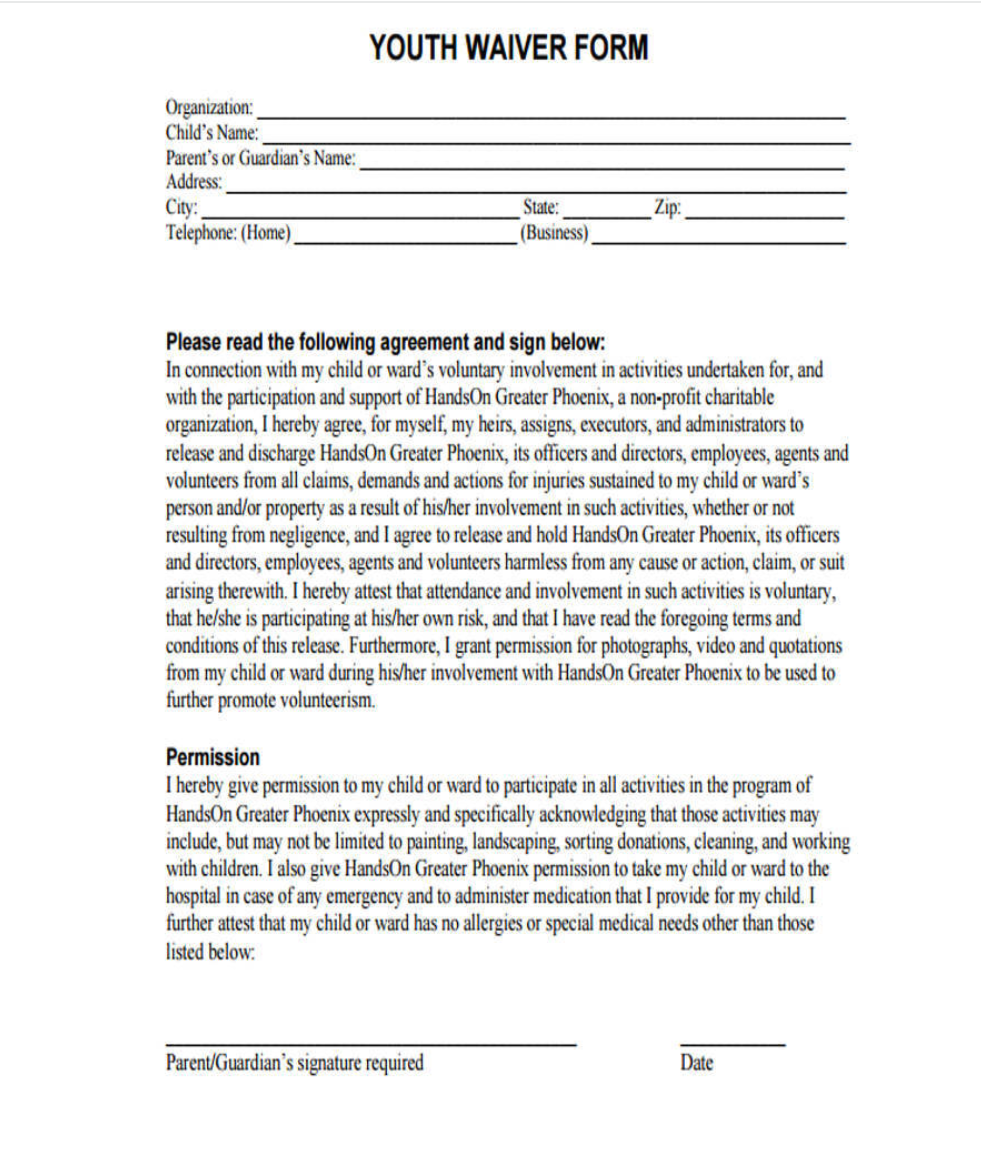 YOUTH WAIVER FORM
Organization:
Child’s Name:
Parent’s or Guardian’s Name:
Address:
City: State: Zip:
Telephone: (Home) (Business)
Please read the following agreement and sign below:
In connection with my child or ward’s voluntary involvement in activities undertaken for, and
with the participation and support of HandsOn Greater Phoenix, a non-profit charitable
organization, I hereby agree, for myself, my heirs, assigns, executors, and administrators to
release and discharge HandsOn Greater Phoenix, its officers and directors, employees, agents and
volunteers from all claims, demands and actions for injuries sustained to my child or ward’s
person and/or property as a result of his/her involvement in such activities, whether or not
resulting from negligence, and I agree to release and hold HandsOn Greater Phoenix, its officers
and directors, employees, agents and volunteers harmless from any cause or action, claim, or suit
arising therewith. I hereby attest that attendance and involvement in such activities is voluntary,
that he/she is participating at his/her own risk, and that I have read the foregoing terms and
conditions of this release. Furthermore, I grant permission for photographs, video and quotations
from my child or ward during his/her involvement with HandsOn Greater Phoenix to be used to
further promote volunteerism.
Permission
I hereby give permission to my child or ward to participate in all activities in the program of
HandsOn Greater Phoenix expressly and specifically acknowledging that those activities may
include, but may not be limited to painting, landscaping, sorting donations, cleaning, and working
with children. I also give HandsOn Greater Phoenix permission to take my child or ward to the
hospital in case of any emergency and to administer medication that I provide for my child. I
further attest that my child or ward has no allergies or special medical needs other than those
listed below:
Parent/Guardian’s signature required Date